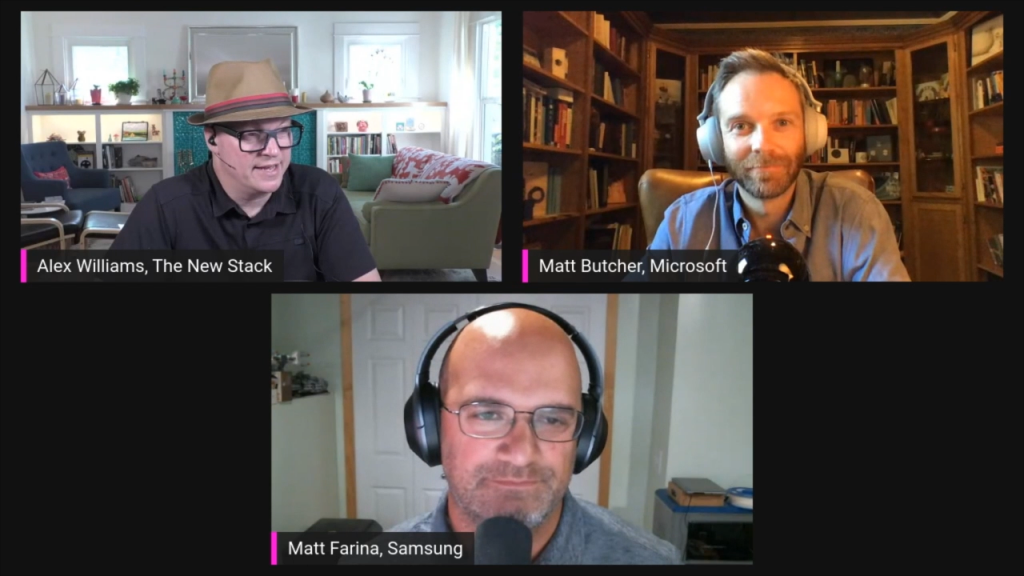 Alex Williams, The New Stack
Matt Butcher, Microsoft
Matt Farina, Samsung